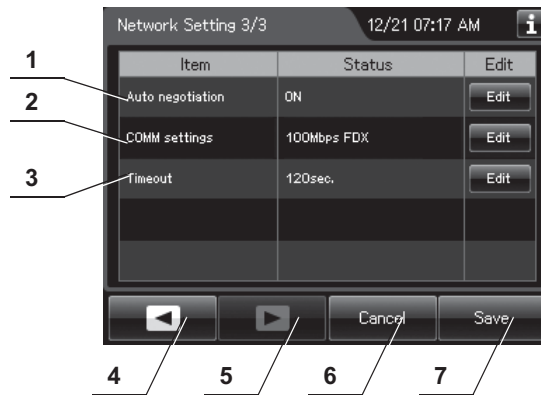 Network Setting 3/3 12/21 07:17 AM i
1 Item Status Edit
2 Auto negotiation ON Edit
COMM settings 100Mbps FDX Edit
3 Timeout 120sec. Edit
Cancel Save
4 5 6 7